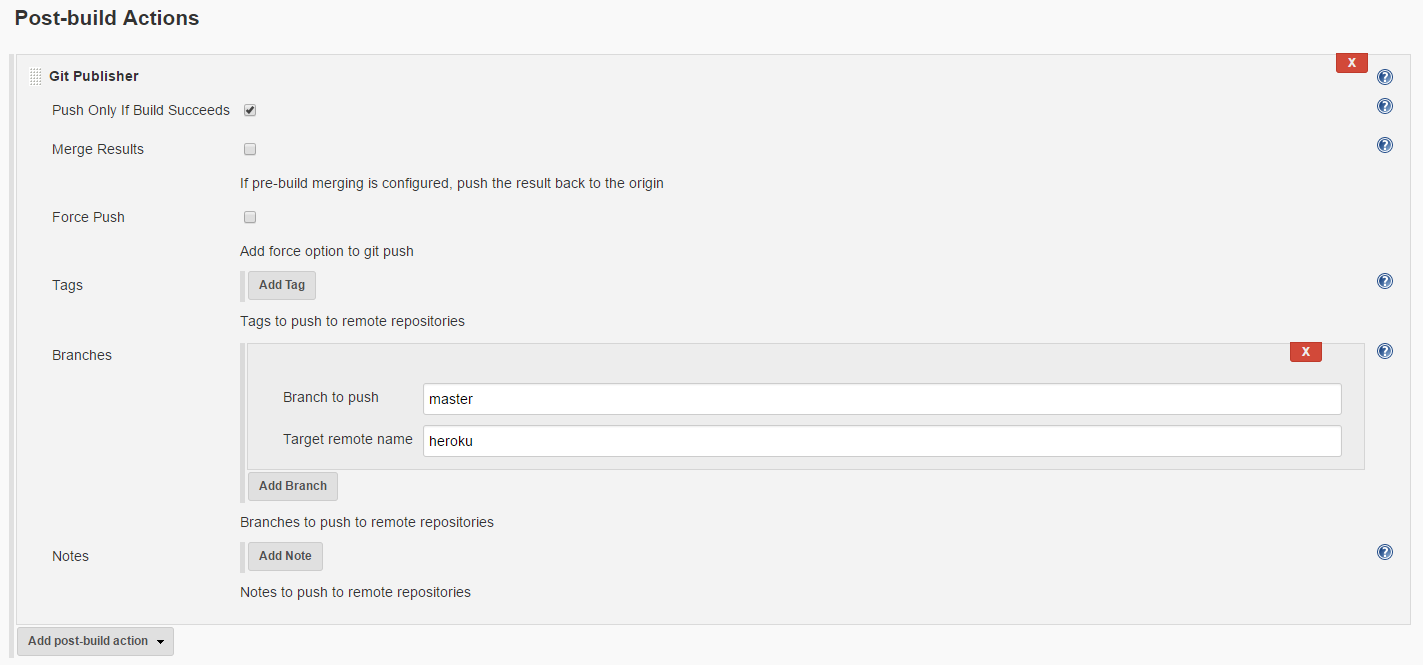 Post-build Actions
X
Git Publisher
?
Push Only If Build Succeeds
?
Merge Results
?
If pre-build merging is configured, push the result back to the origin
Force Push
Add force option to git push
Tags
Add Tag
?
Tags to push to remote repositories
Branches
X
?
Branch to push
master
Target remote name
heroku
Add Branch
Branches to push to remote repositories
Notes
Add Note
?
Notes to push to remote repositories
Add post-build action